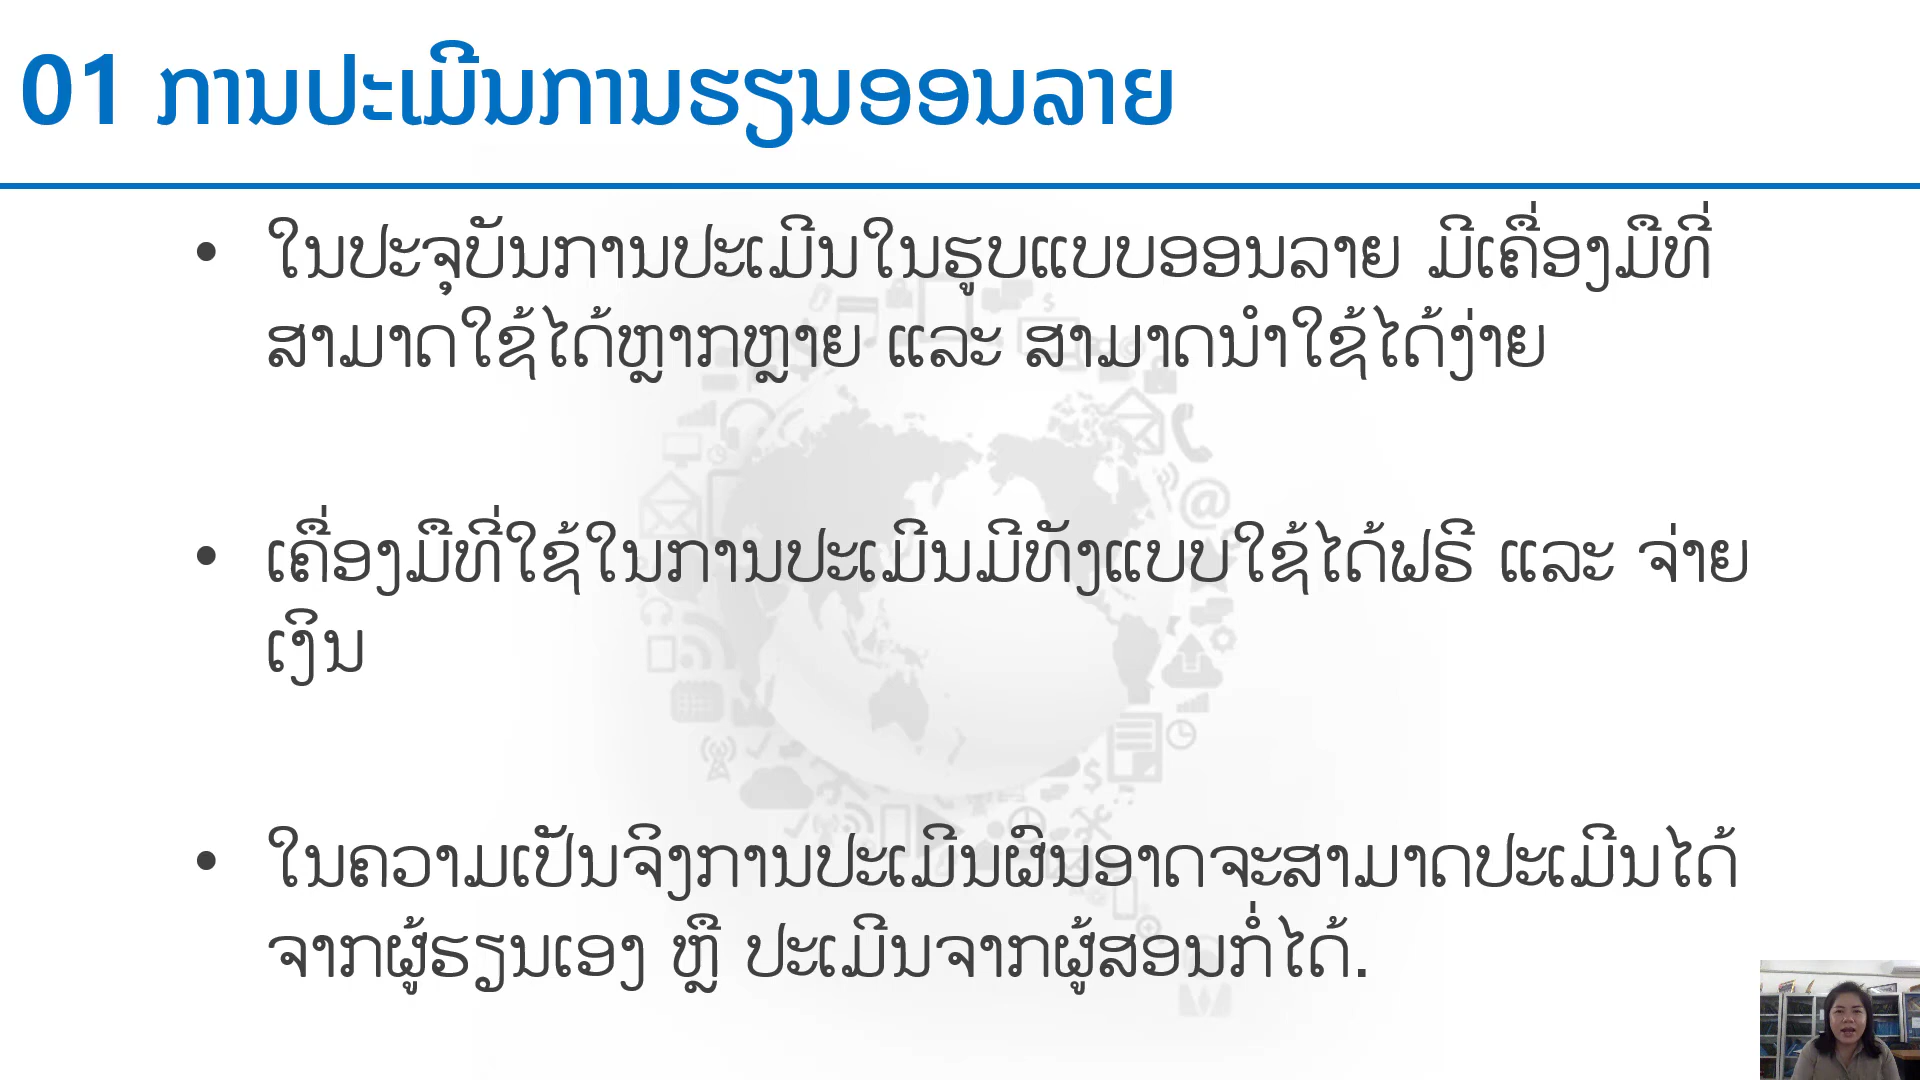 01 ການປະເມີນການຮຽນອອນລາຍ
• ໃນປະຈຸບັນການປະເມີນໃນຮູບແບບອອນລາຍ ມີເຄື່ອງມືທີ່
ສາມາດໃຊ້ໄດ້ຫຼາກຫຼາຍ ແລະ ສາມາດນຳໃຊ້ໄດ້ງ່າຍ
• ເຄື່ອງມືທີ່ໃຊ້ໃນການປະເມີນມີທັງແບບໃຊ້ໄດ້ຟຣີ ແລະ ຈ່າຍ
ເງິນ
• ໃນຄວາມເປັນຈິງການປະເມີນຜົນອາດຈະສາມາດປະເມີນໄດ້
ຈາກຜູ້ຮຽນເອງ ຫຼື ປະເມີນຈາກຜູ້ສອນກໍ່ໄດ້.